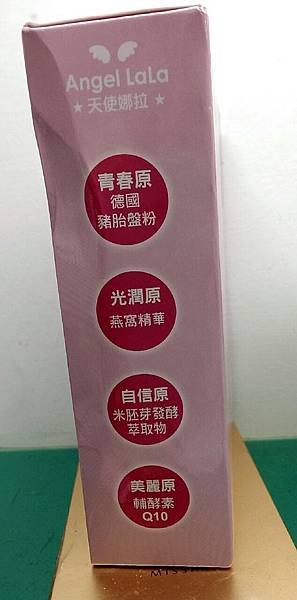 Angel LaLa
★天使娜拉★
青春原
德國
豬胎盤粉
光潤原
燕窩精華
自信原
米胚芽發酵
萃取物
美麗原
輔酵素
Q10